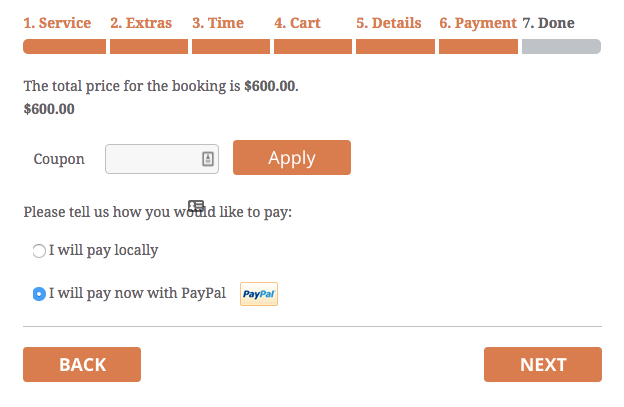 1. Service 2. Extras 3. Time 4. Cart 5. Details 6. Payment 7. Done
The total price for the booking is $600.00.
$600.00
Coupon Apply
Please tell us how you would like to pay:
I will pay locally
I will pay now with PayPal PayPal
BACK NEXT